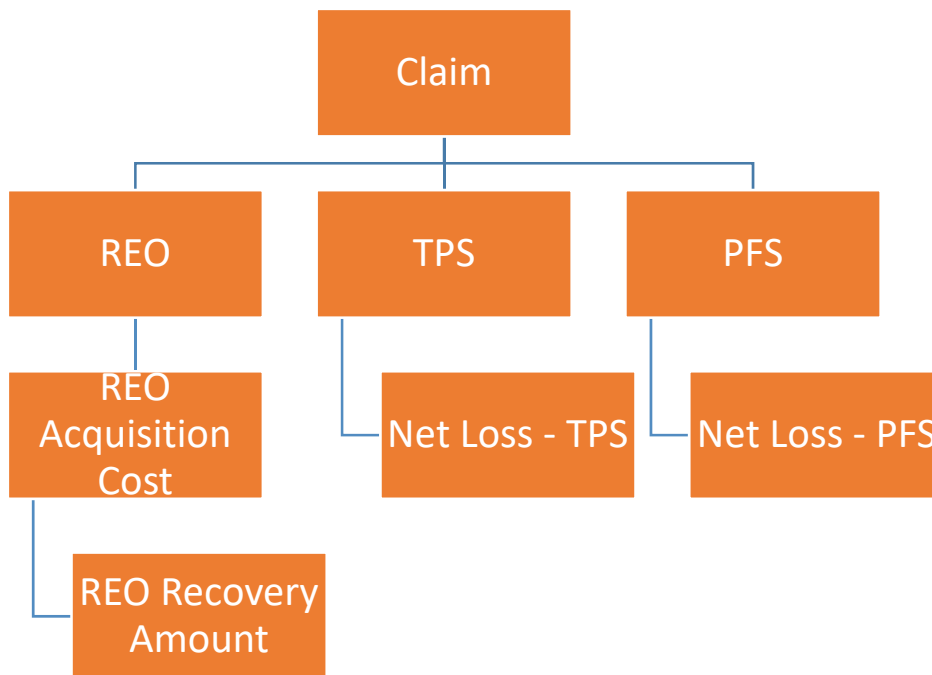 Claim
REO
TPS
PFS
REO
Acquisition
Cost
Net Loss - TPS
Net Loss - PFS
REO Recovery
Amount